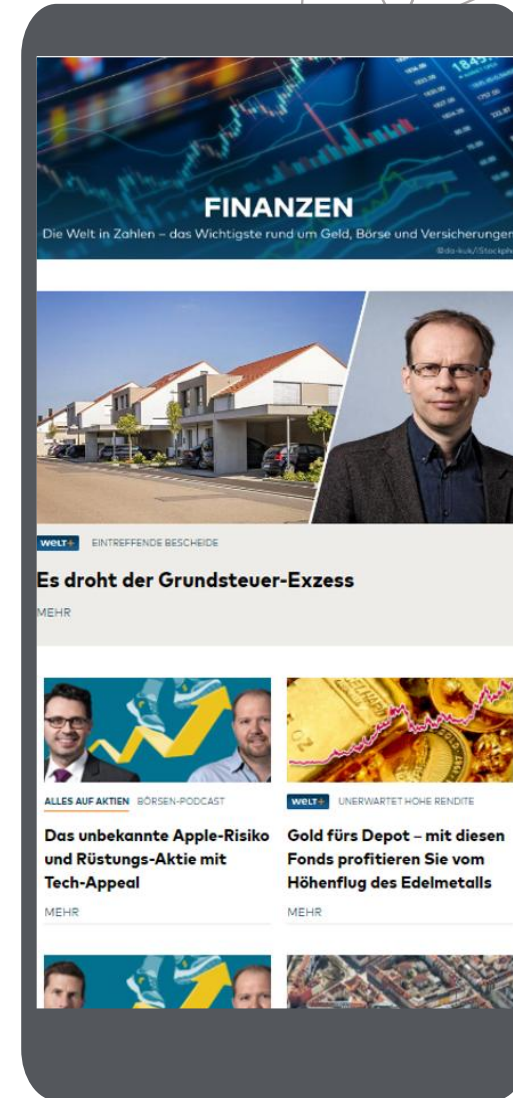 FINANZEN
Die Welt in Zahlen – das Wichtigste rund um Geld, Börse und Versicherungen
WELT+ EINTREFFENDE BESCHEIDE
Es droht der Grundsteuer-Exzess
MEHR
ALLES AUF AKTIEN BÖRSEN-PODCAST
Das unbekannte Apple-Risiko
und Rüstungs-Aktie mit
Tech-Appeal
MEHR
WELT+ UNERWARTET HOHE RENDITE
Gold fürs Depot – mit diesen
Fonds profitieren Sie vom
Höhenflug des Edelmetalls
MEHR